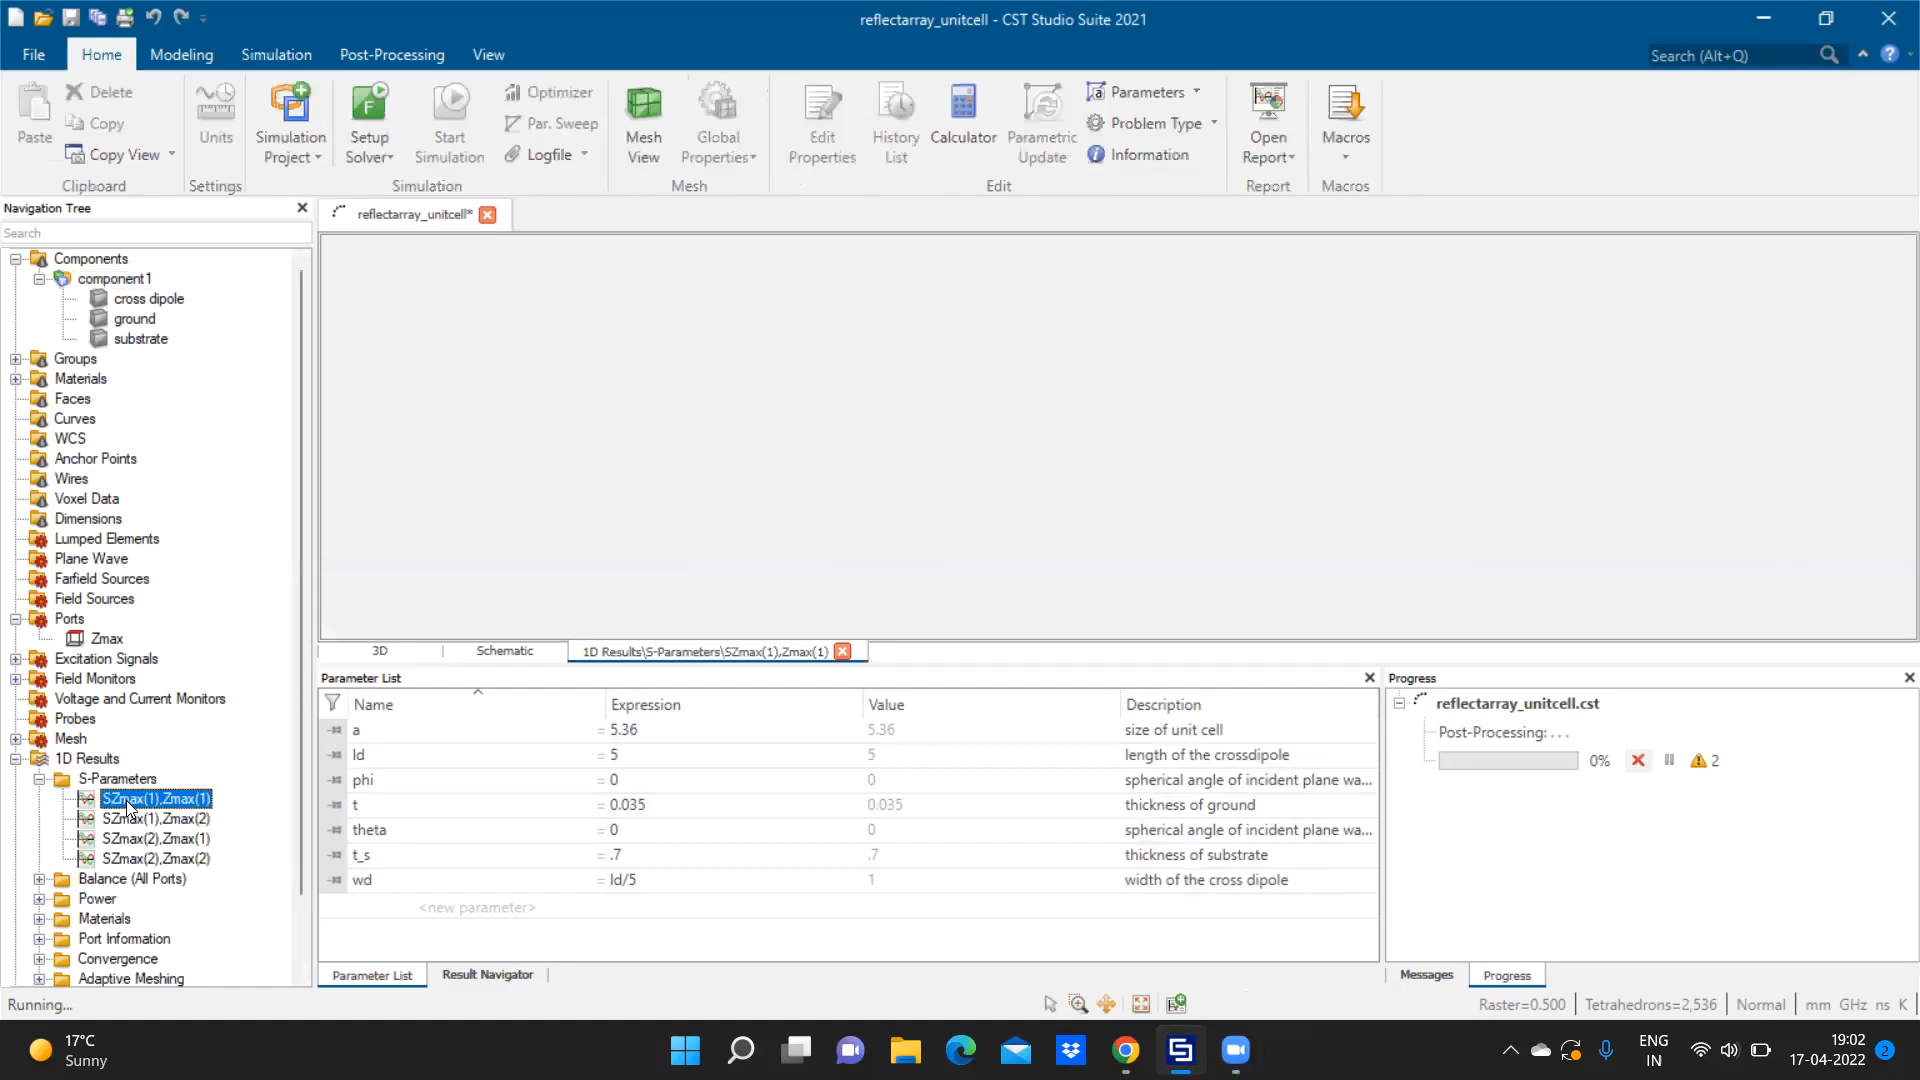 reflectarray_unitcell - CST Studio Suite 2021
File Home Modeling Simulation Post-Processing View
Search (Alt+Q)
Paste
Delete
Copy
Copy View
Clipboard
Units
Settings
Simulation Project
Setup Solver
Start Simulation
Optimizer
Par. Sweep
Logfile
Simulation
Mesh View
Global Properties
Mesh
Edit Properties
History List
Calculator
Parametric Update
Parameters
Problem Type
Information
Edit
Open Report
Report
Macros
Macros
Navigation Tree
Search
Components
component1
cross dipole
ground
substrate
Groups
Materials
Faces
Curves
WCS
Anchor Points
Wires
Voxel Data
Dimensions
Lumped Elements
Plane Wave
Farfield Sources
Field Sources
Ports
Zmax
Excitation Signals
Field Monitors
Voltage and Current Monitors
Probes
Mesh
1D Results
S-Parameters
SZmax(1),Zmax(1)
SZmax(1),Zmax(2)
SZmax(2),Zmax(1)
SZmax(2),Zmax(2)
Balance (All Ports)
Power
Materials
Port Information
Convergence
Adaptive Meshing
reflectarray_unitcell*
3D Schematic 1D Results\S-Parameters\SZmax(1),Zmax(1)
Parameter List
Name Expression Value Description
a = 5.36 5.36 size of unit cell
ld = 5 5 length of the crossdipole
phi = 0 0 spherical angle of incident plane wa...
t = 0.035 0.035 thickness of ground
theta = 0 0 spherical angle of incident plane wa...
t_s = .7 .7 thickness of substrate
wd = ld/5 1 width of the cross dipole
<new parameter>
Parameter List Result Navigator
Progress
reflectarray_unitcell.cst
Post-Processing: . . .
0% 2
Messages Progress
Running...
Raster=0.500 Tetrahedrons=2,536 Normal mm GHz ns K
17°C
Sunny
ENG
IN
19:02
17-04-2022
2